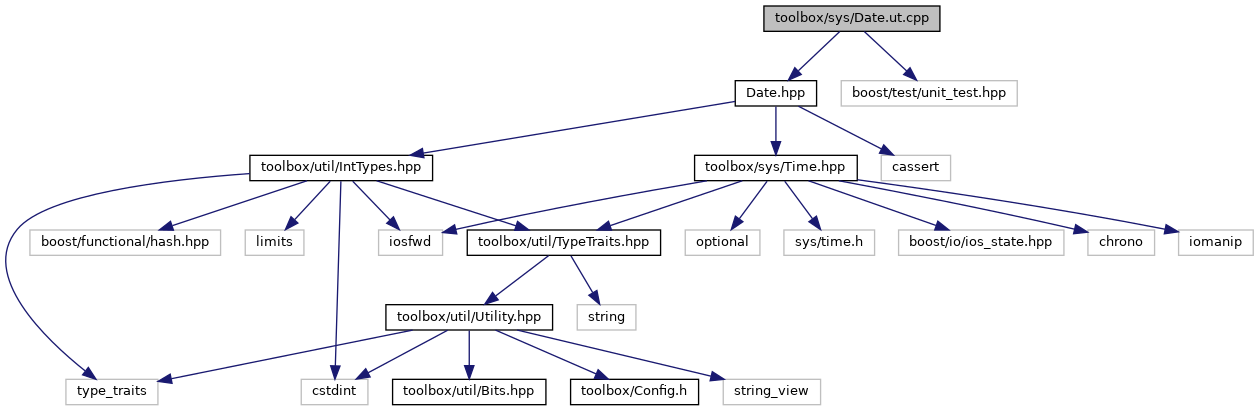 toolbox/sys/Date.ut.cpp
Date.hpp
boost/test/unit_test.hpp
toolbox/util/IntTypes.hpp
toolbox/sys/Time.hpp
cassert
boost/functional/hash.hpp
limits
iosfwd
toolbox/util/TypeTraits.hpp
optional
sys/time.h
boost/io/ios_state.hpp
chrono
iomanip
toolbox/util/Utility.hpp
string
type_traits
cstdint
toolbox/util/Bits.hpp
toolbox/Config.h
string_view